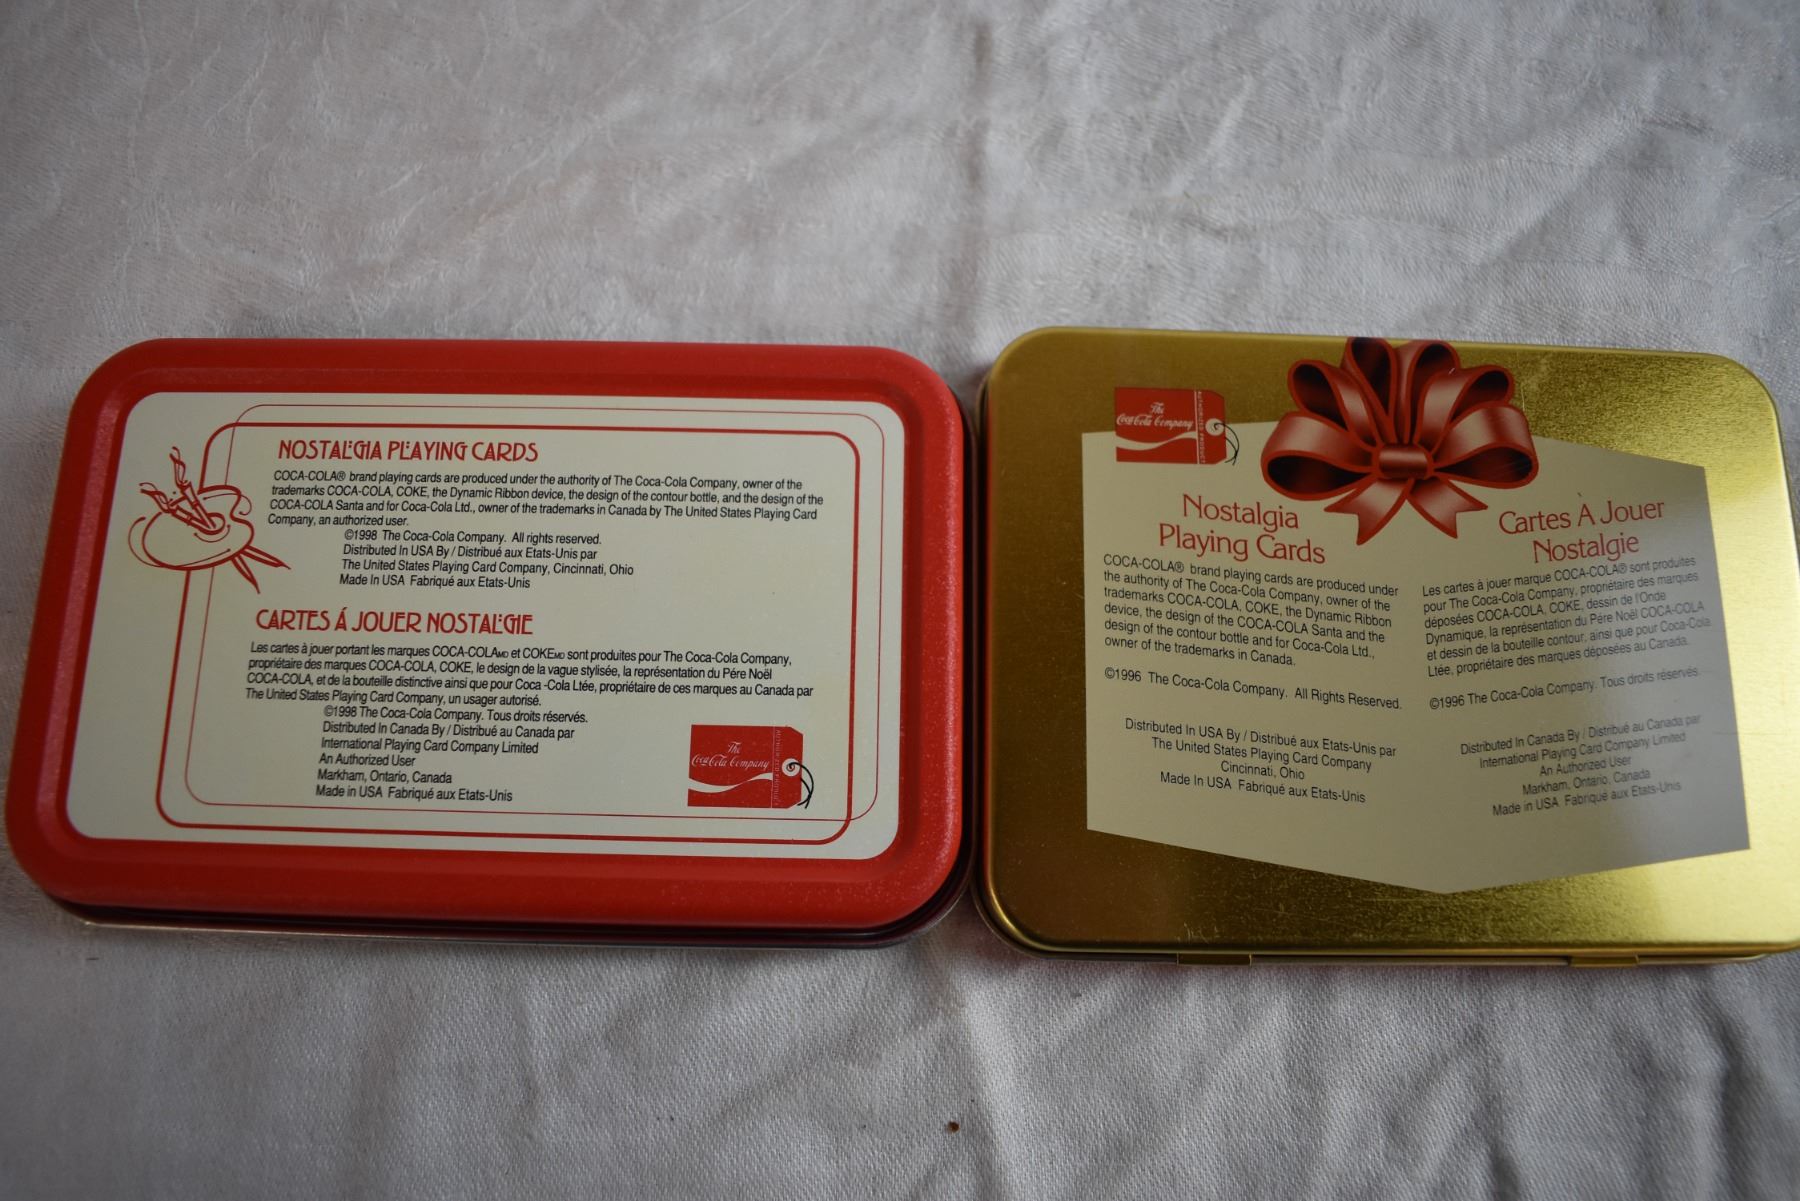 NOSTALGIA PLAYING CARDS
COCA-COLA® brand playing cards are produced under the authority of The Coca-Cola Company, owner of the
trademarks COCA-COLA, COKE, the Dynamic Ribbon device, the design of the contour bottle, and the design of the
COCA-COLA Santa and for Coca-Cola Ltd., owner of the trademarks in Canada by The United States Playing Card
Company, an authorized user.
©1998 The Coca-Cola Company. All rights reserved.
Distributed In USA By / Distribué aux Etats-Unis par
The United States Playing Card Company, Cincinnati, Ohio
Made In USA Fabriqué aux Etats-Unis
CARTES Á JOUER NOSTALGIE
Les cartes à jouer portant les marques COCA-COLAMD et COKEMD sont produites pour The Coca-Cola Company,
propriétaire des marques COCA-COLA, COKE, le design de la vague stylisée, la représentation du Pére Noël
COCA-COLA, et de la bouteille distinctive ainsi que pour Coca -Cola Ltée, propriétaire de ces marques au Canada par
The United States Playing Card Company, un usager autorisé.
©1998 The Coca-Cola Company. Tous droits réservés.
Distributed In Canada By / Distribué au Canada par
International Playing Card Company Limited
An Authorized User
Markham, Ontario, Canada
Made in USA Fabriqué aux Etats-Unis
The
Coca-Cola Company
AUTHORIZED PRODUCT
The
Coca-Cola Company
AUTHORIZED PRODUCT
Nostalgia
Playing Cards
COCA-COLA® brand playing cards are produced under
the authority of The Coca-Cola Company, owner of the
trademarks COCA-COLA, COKE, the Dynamic Ribbon
device, the design of the COCA-COLA Santa and the
design of the contour bottle and for Coca-Cola Ltd.,
owner of the trademarks in Canada.
©1996 The Coca-Cola Company. All Rights Reserved.
Distributed In USA By / Distribué aux Etats-Unis par
The United States Playing Card Company
Cincinnati, Ohio
Made In USA Fabriqué aux Etats-Unis
Cartes À Jouer
Nostalgie
Les cartes à jouer marque COCA-COLA® sont produites
pour The Coca-Cola Company, propriétaire des marques
déposées COCA-COLA, COKE, dessin de l'Onde
Dynamique, la représentation du Pére Noël COCA-COLA
et dessin de la bouteille contour, ainsi que pour Coca-Cola
Ltée, propriétaire des marques déposées au Canada.
©1996 The Coca-Cola Company. Tous droits réservés.
Distributed In Canada By / Distribué au Canada par
International Playing Card Company Limited
An Authorized User
Markham, Ontario, Canada
Made in USA Fabriqué aux Etats-Unis